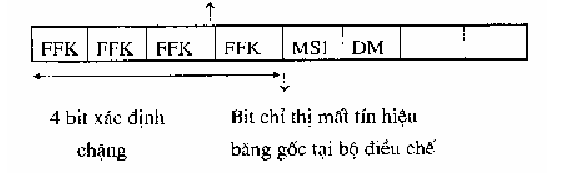 FFK FFK FFK FFK MS1 DM
4 bit xác định
chặng
Bit chỉ thị mất tín hiệu
băng gốc tại bộ điều chế